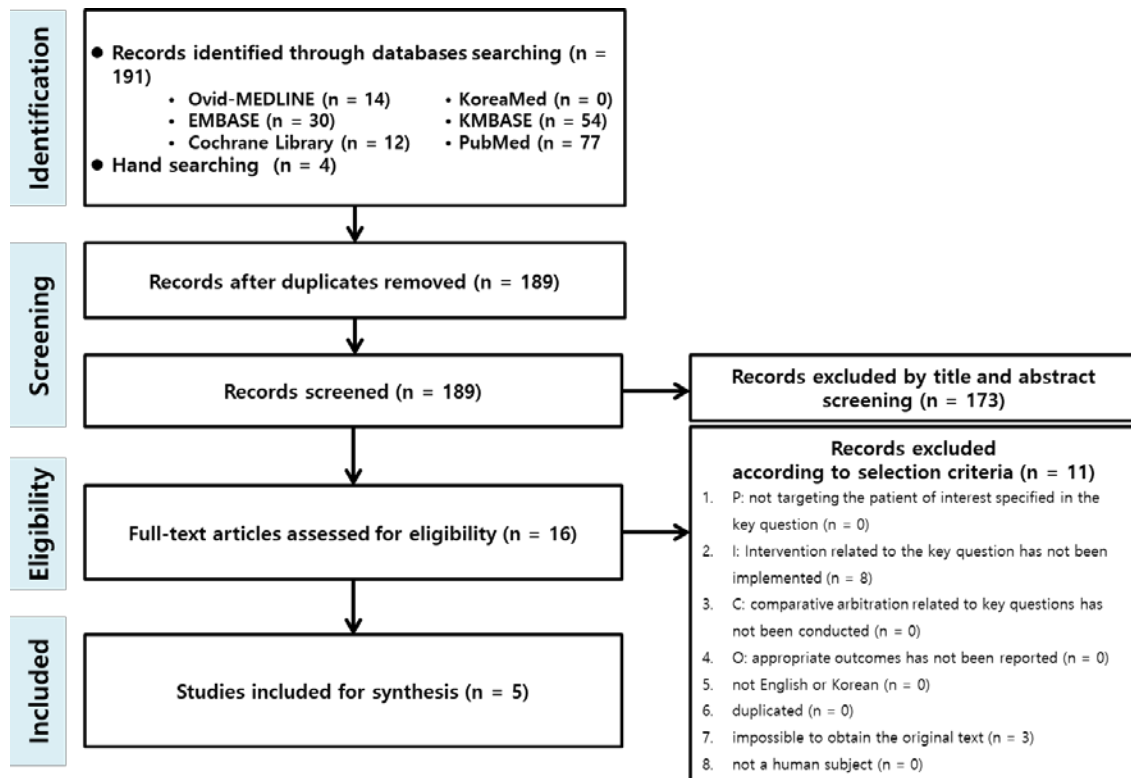 Identification
● Records identified through databases searching (n =
191)
• Ovid-MEDLINE (n = 14)
• EMBASE (n = 30)
• Cochrane Library (n = 12)
• KoreaMed (n = 0)
• KMBASE (n = 54)
• PubMed (n = 77
● Hand searching (n = 4)
Screening
Records after duplicates removed (n = 189)
Records screened (n = 189)
Records excluded by title and abstract
screening (n = 173)
Eligibility
Full-text articles assessed for eligibility (n = 16)
Records excluded
according to selection criteria (n = 11)
1. P: not targeting the patient of interest specified in the
key question (n = 0)
2. I: Intervention related to the key question has not been
implemented (n = 8)
3. C: comparative arbitration related to key questions has
not been conducted (n = 0)
4. O: appropriate outcomes has not been reported (n = 0)
5. not English or Korean (n = 0)
6. duplicated (n = 0)
7. impossible to obtain the original text (n = 3)
8. not a human subject (n = 0)
Included
Studies included for synthesis (n = 5)